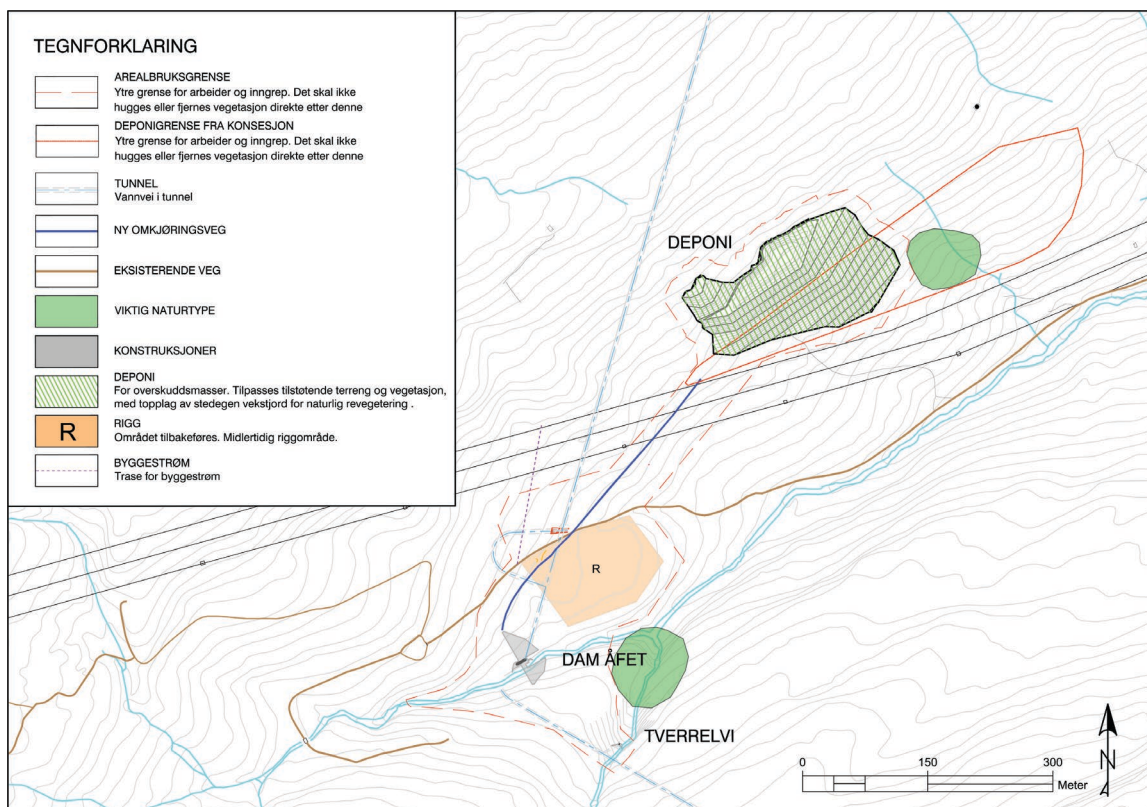 TEGNFORKLARING
AREALBRUKSGRENSE
Ytre grense for arbeider og inngrep. Det skal ikke
hugges eller fjernes vegetasjon direkte etter denne
DEPONIGRENSE FRA KONSESJON
Ytre grense for arbeider og inngrep. Det skal ikke
hugges eller fjernes vegetasjon direkte etter denne
TUNNEL
Vannvei i tunnel
NY OMKJØRINGSVEG
EKSISTERENDE VEG
VIKTIG NATURTYPE
KONSTRUKSJONER
DEPONI
For overskuddsmasser. Tilpasses tilstøtende terreng og vegetasjon,
med topplag av stedegen vekstjord for naturlig revegetering .
R
RIGG
Området tilbakeføres. Midlertidig riggområde.
BYGGESTRØM
Trase for byggestrøm
DEPONI
R
DAM ÅFET
TVERRELVI
0 150 300
Meter
N